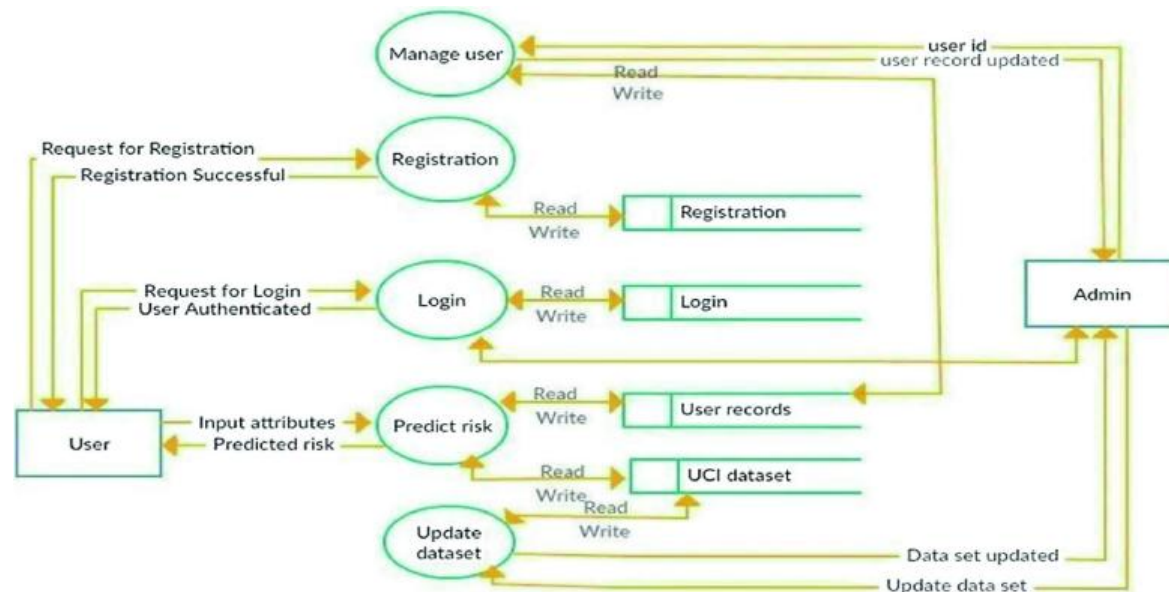 Manage user
user id
user record updated
Read
Write
Request for Registration
Registration Successful
Registration
Read
Write
Registration
Request for Login
User Authenticated
Login
Read
Write
Login
Admin
User
Input attributes
Predicted risk
Predict risk
Read
Write
User records
Read
Write
UCI dataset
Read
Write
Update
dataset
Data set updated
Update data set